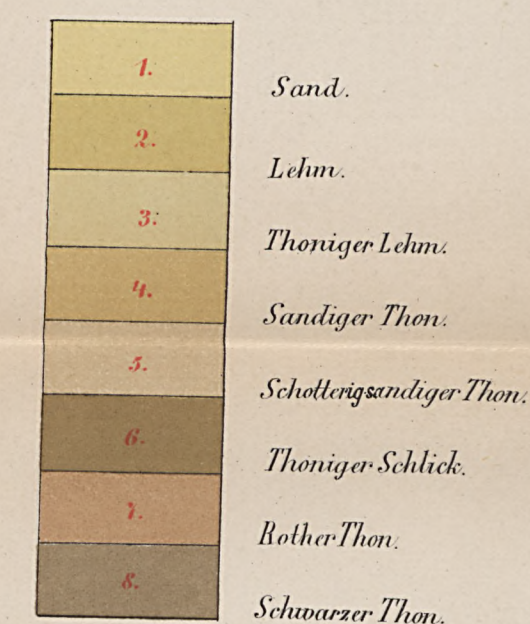 1.
Sand.
2.
Lehm.
3.
Thoniger Lehm.
4.
Sandiger Thon.
5.
Schotterigsandiger Thon.
6.
Thoniger Schlick.
7.
Rother Thon.
8.
Schwarzer Thon.